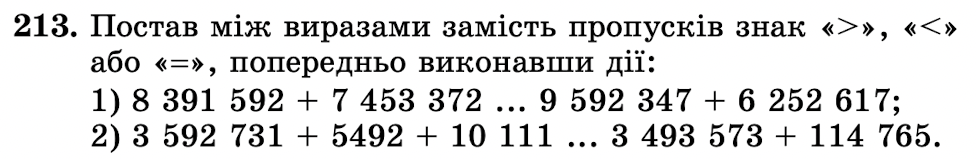 213. Постав між виразами замість пропусків знак «>», «<»
або «=», попередньо виконавши дії:
1) 8 391 592 + 7 453 372 ... 9 592 347 + 6 252 617;
2) 3 592 731 + 5492 + 10 111 ... 3 493 573 + 114 765.